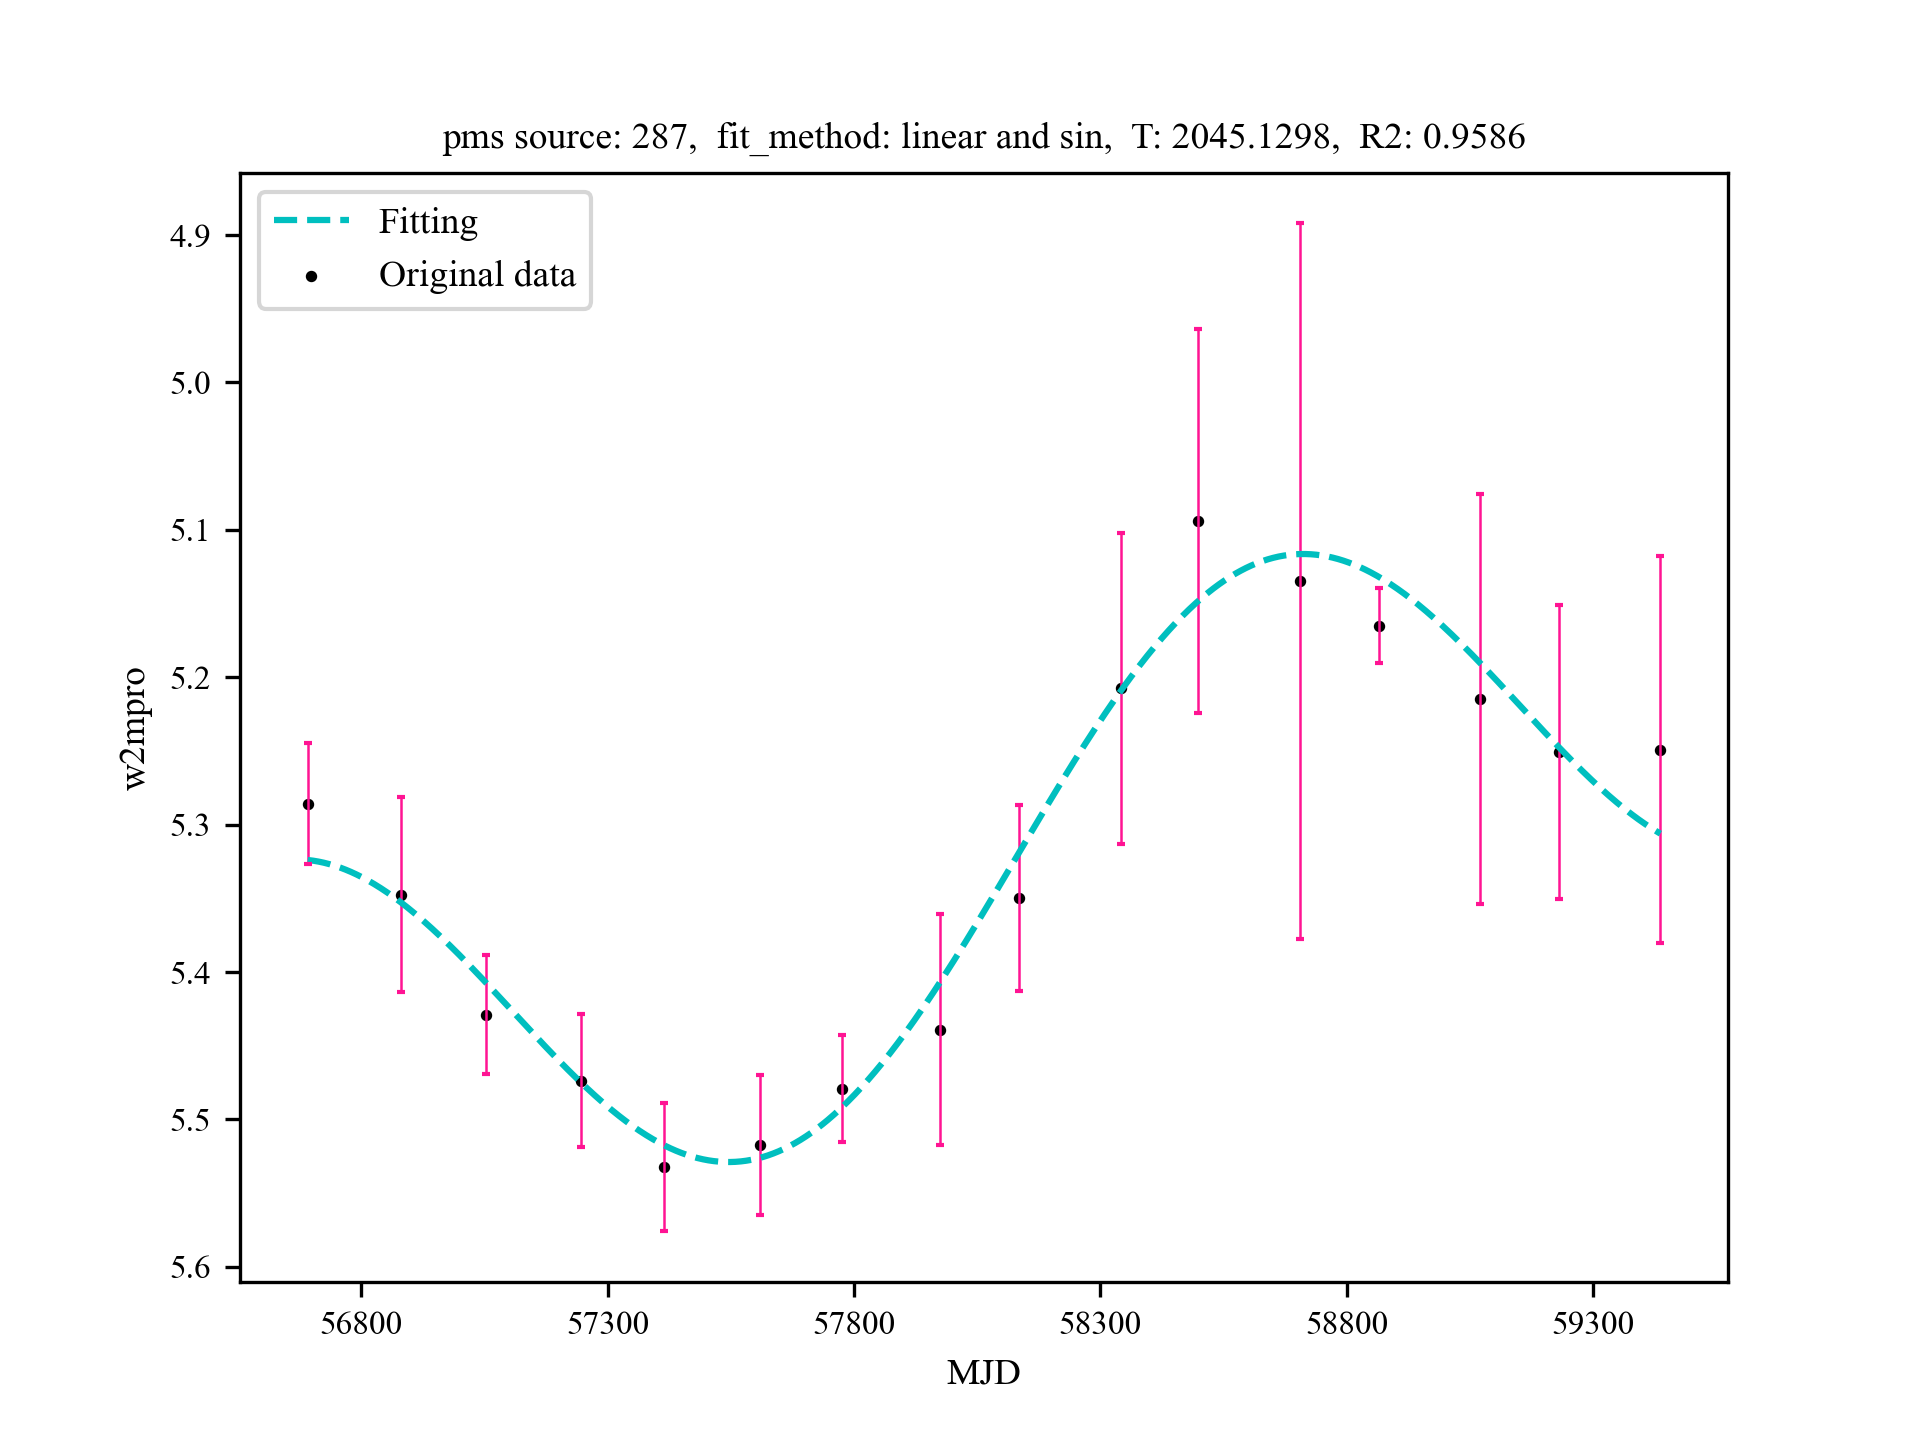 pms source: 287, fit_method: linear and sin, T: 2045.1298, R2: 0.9586
Fitting
Original data
4.9
5.0
5.1
5.2
5.3
5.4
5.5
5.6
w2mpro
56800 57300 57800 58300 58800 59300
MJD